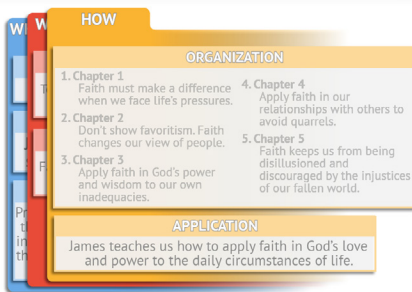 HOW
ORGANIZATION
1. Chapter 1
Faith must make a difference
when we face life's pressures.
2. Chapter 2
Don't show favoritism. Faith
changes our view of people.
3. Chapter 3
Apply faith in God's power
and wisdom to our own
inadequacies.
4. Chapter 4
Apply faith in our
relationships with others to
avoid quarrels.
5. Chapter 5
Faith keeps us from being
disillusioned and
discouraged by the injustices
of our fallen world.
APPLICATION
James teaches us how to apply faith in God's love
and power to the daily circumstances of life.